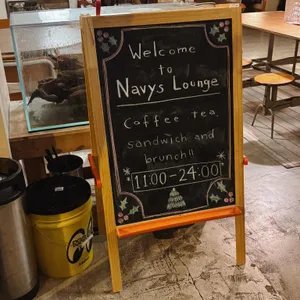 Welcome
to
Navys Lounge
Coffee tea
sandwich and
brunch!!
11:00-24:00